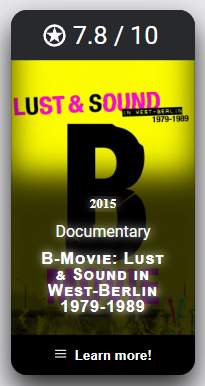 7.8 / 10
LUST & SOUND
IN WEST-BERLIN
1979-1989
B
2015
Documentary
B-Movie: Lust
& Sound in
West-Berlin
1979-1989
Learn more!